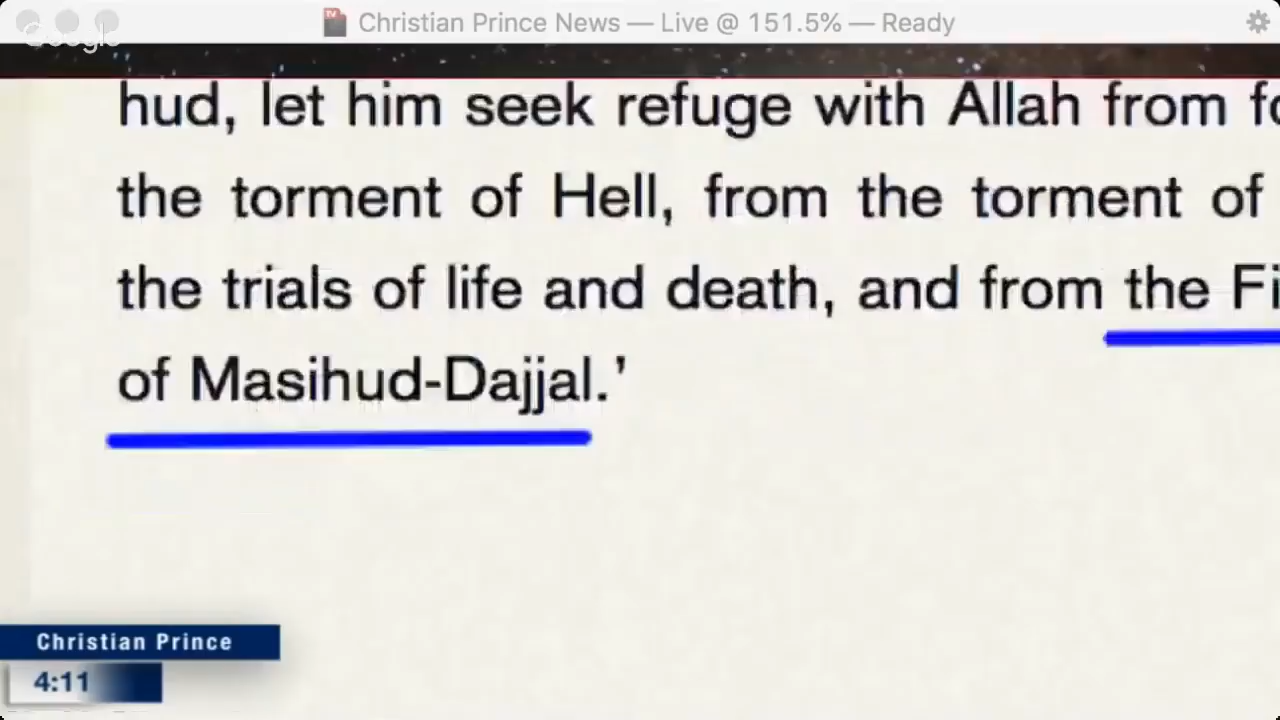 TV
Christian Prince News — Live @ 151.5% — Ready
Google
hud, let him seek refuge with Allah from
the torment of Hell, from the torment of
the trials of life and death, and from the
of Masihud-Dajjal.’
Christian Prince
4:11